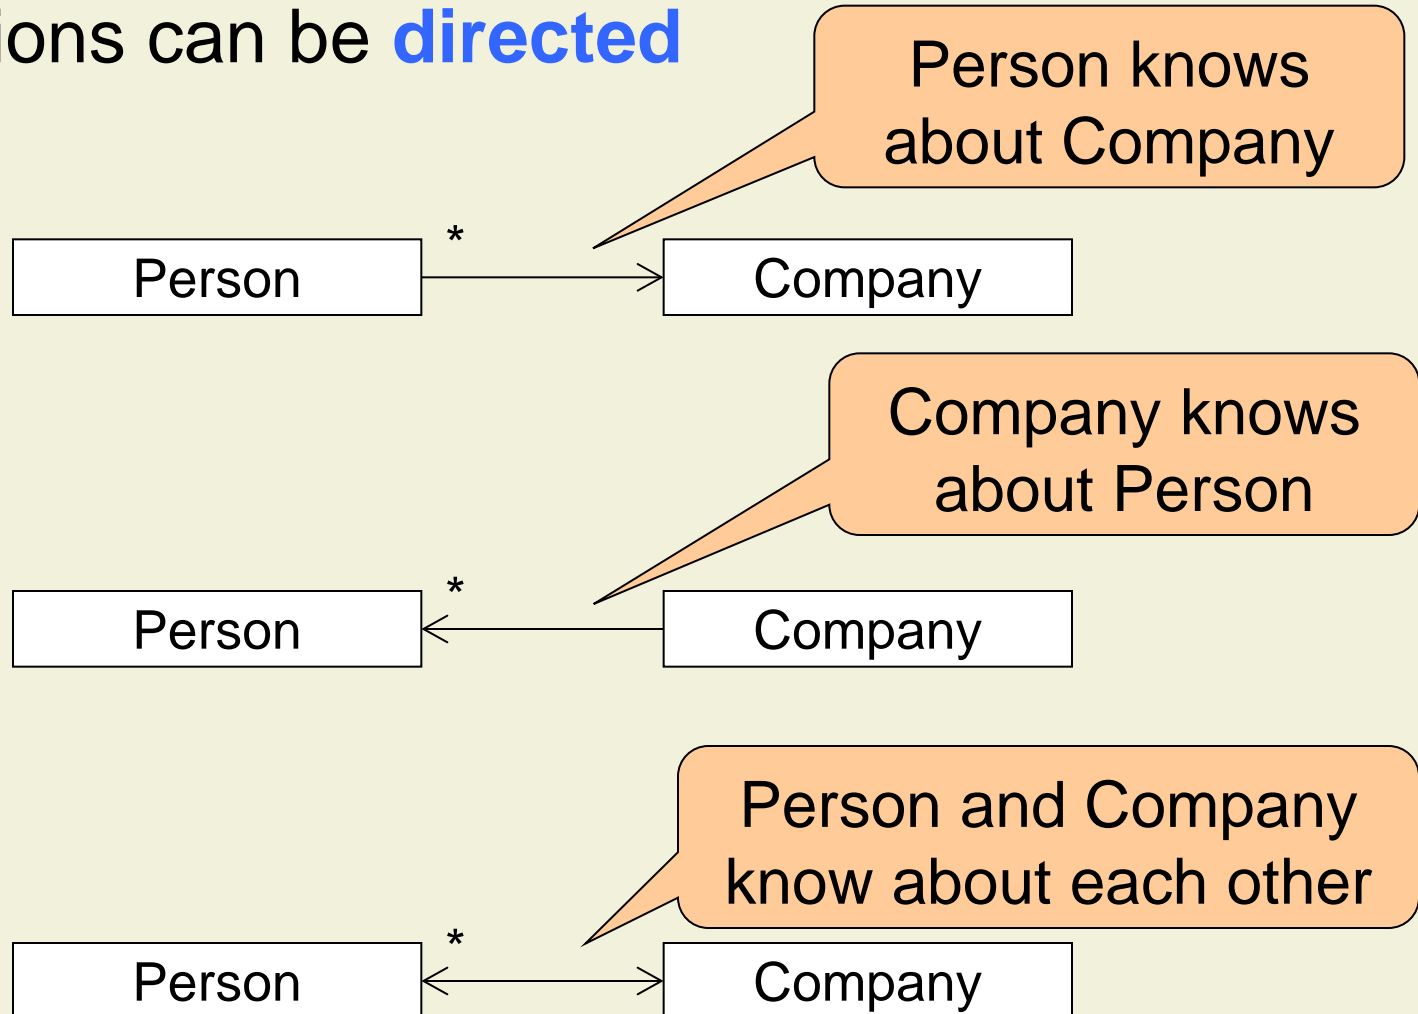 ions can be directed
Person knows
about Company
*
Person
Company
Company knows
about Person
*
Person
Company
Person and Company
know about each other
*
Person
Company